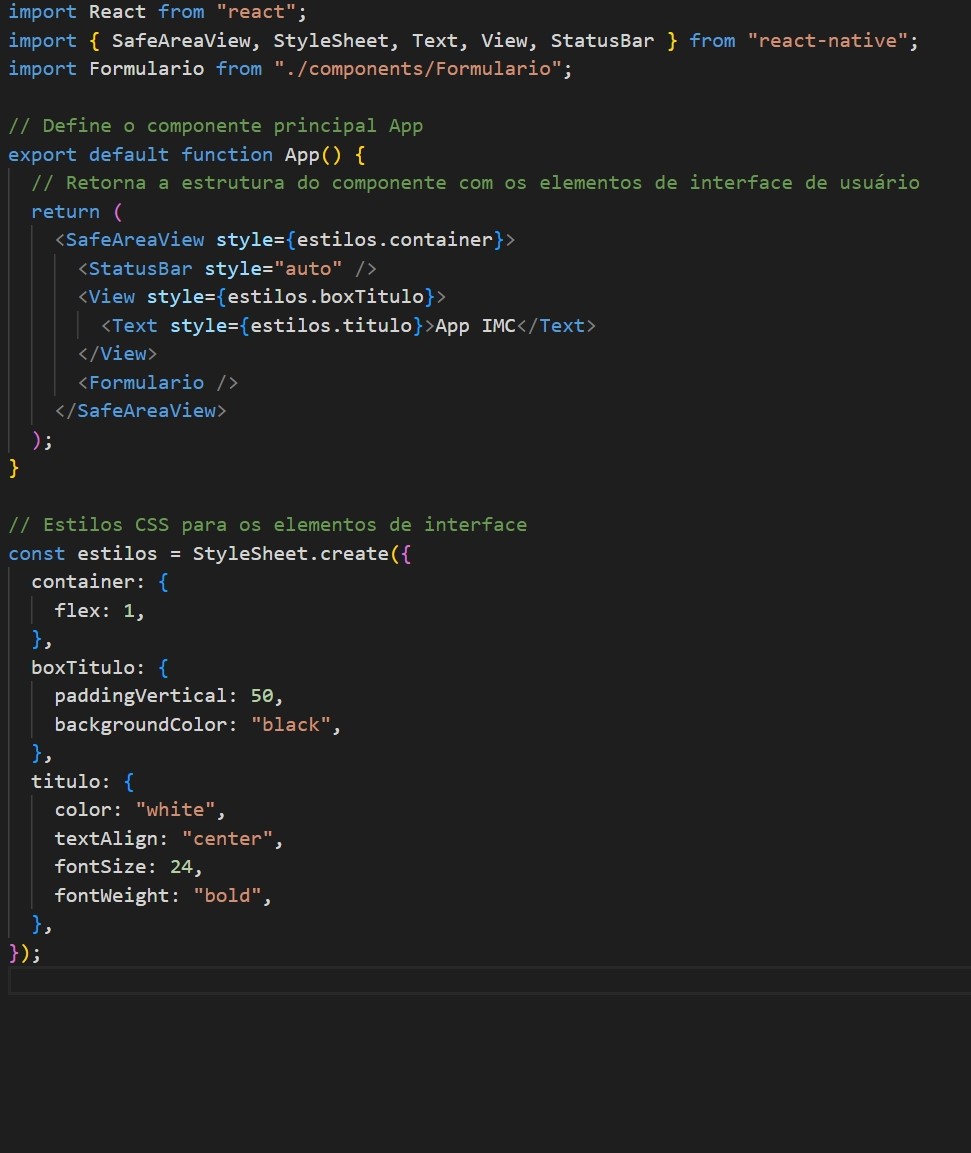 import React from "react";
import { SafeAreaView, StyleSheet, Text, View, StatusBar } from "react-native";
import Formulario from "./components/Formulario";

// Define o componente principal App
export default function App() {
  // Retorna a estrutura do componente com os elementos de interface de usuário
  return (
    <SafeAreaView style={estilos.container}>
      <StatusBar style="auto" />
      <View style={estilos.boxTitulo}>
        <Text style={estilos.titulo}>App IMC</Text>
      </View>
      <Formulario />
    </SafeAreaView>
  );
}

// Estilos CSS para os elementos de interface
const estilos = StyleSheet.create({
  container: {
    flex: 1,
  },
  boxTitulo: {
    paddingVertical: 50,
    backgroundColor: "black",
  },
  titulo: {
    color: "white",
    textAlign: "center",
    fontSize: 24,
    fontWeight: "bold",
  },
});